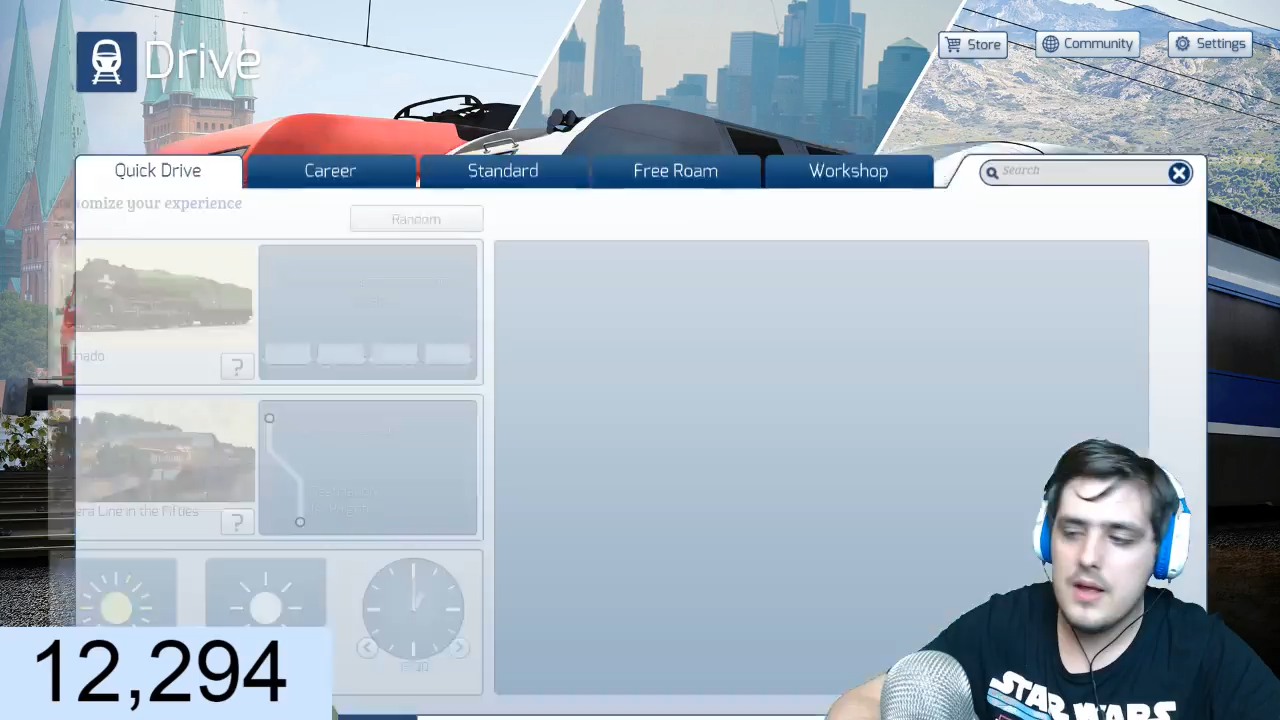 Drive
Store
Community
Settings
Quick Drive
Career
Standard
Free Roam
Workshop
Search
omize your experience
Random
nado
?
Line in the Fifties
?
12,294
STAR WARS